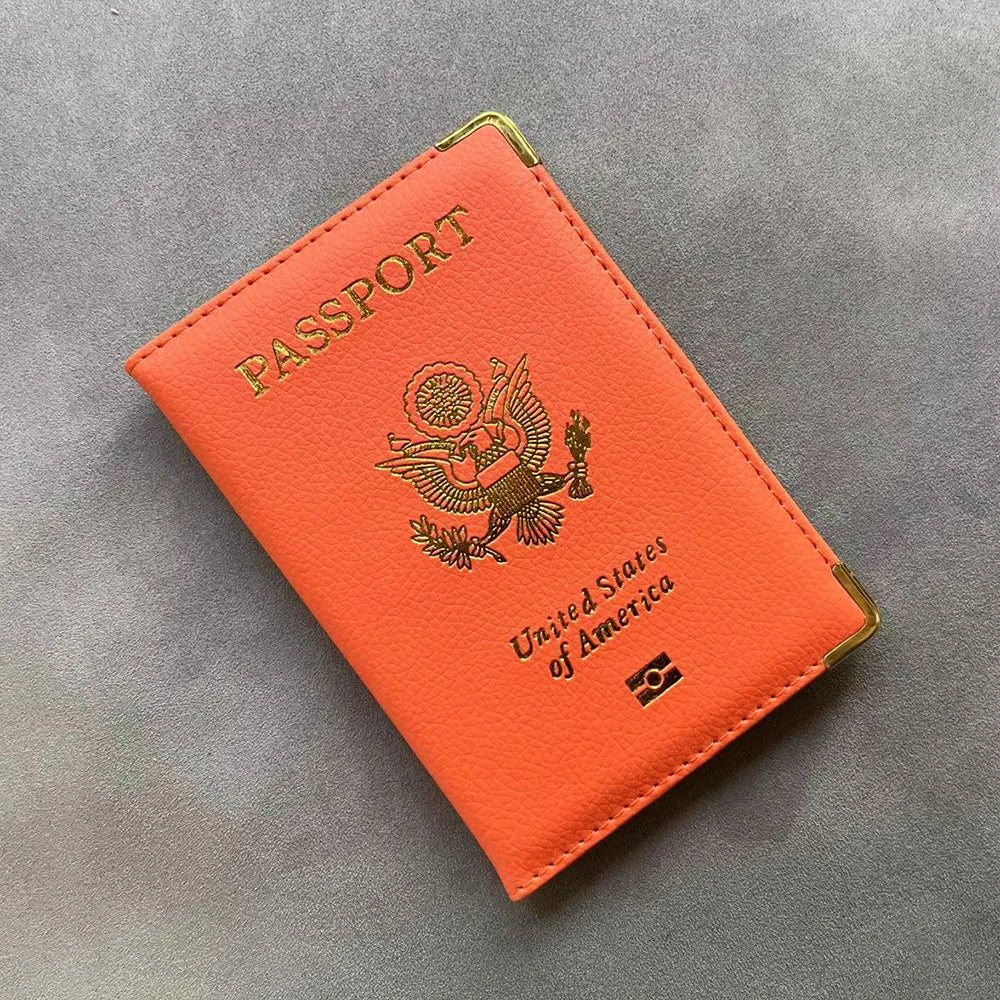 PASSPORT
United States
of America